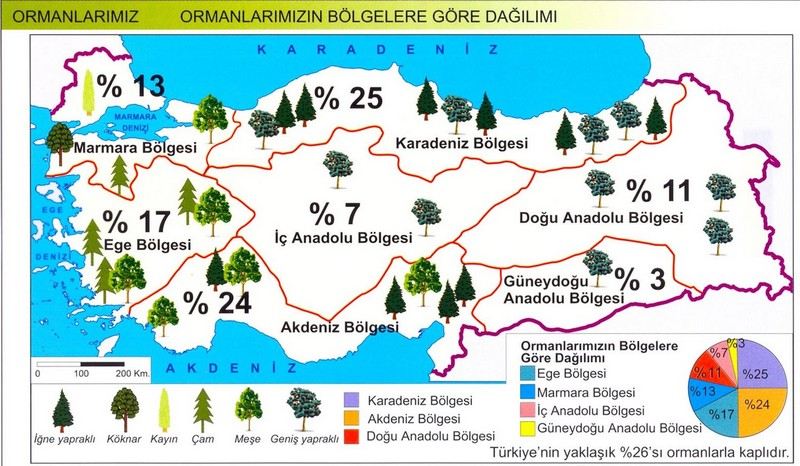 ORMANLARIMIZ
ORMANLARIMIZIN BÖLGELERE GÖRE DAĞILIMI
KARADENİZ
% 13
% 25
MARMARA
DENİZİ
Marmara Bölgesi
Karadeniz Bölgesi
EGE
DENİZİ
% 17
Ege Bölgesi
% 7
İç Anadolu Bölgesi
% 11
Doğu Anadolu Bölgesi
% 24
Akdeniz Bölgesi
Güneydoğu
Anadolu Bölgesi
% 3
AKDENİZ
0 100 200 Km.
İğne yapraklı
Köknar
Kayın
Çam
Meşe
Geniş yapraklı
Karadeniz Bölgesi
Akdeniz Bölgesi
Doğu Anadolu Bölgesi
Ormanlarımızın Bölgelere
Göre Dağılımı
Ege Bölgesi
Marmara Bölgesi
İç Anadolu Bölgesi
Güneydoğu Anadolu Bölgesi
%3
%7
%11
%13
%17
%25
%24
Türkiye'nin yaklaşık %26'sı ormanlarla kaplıdır.